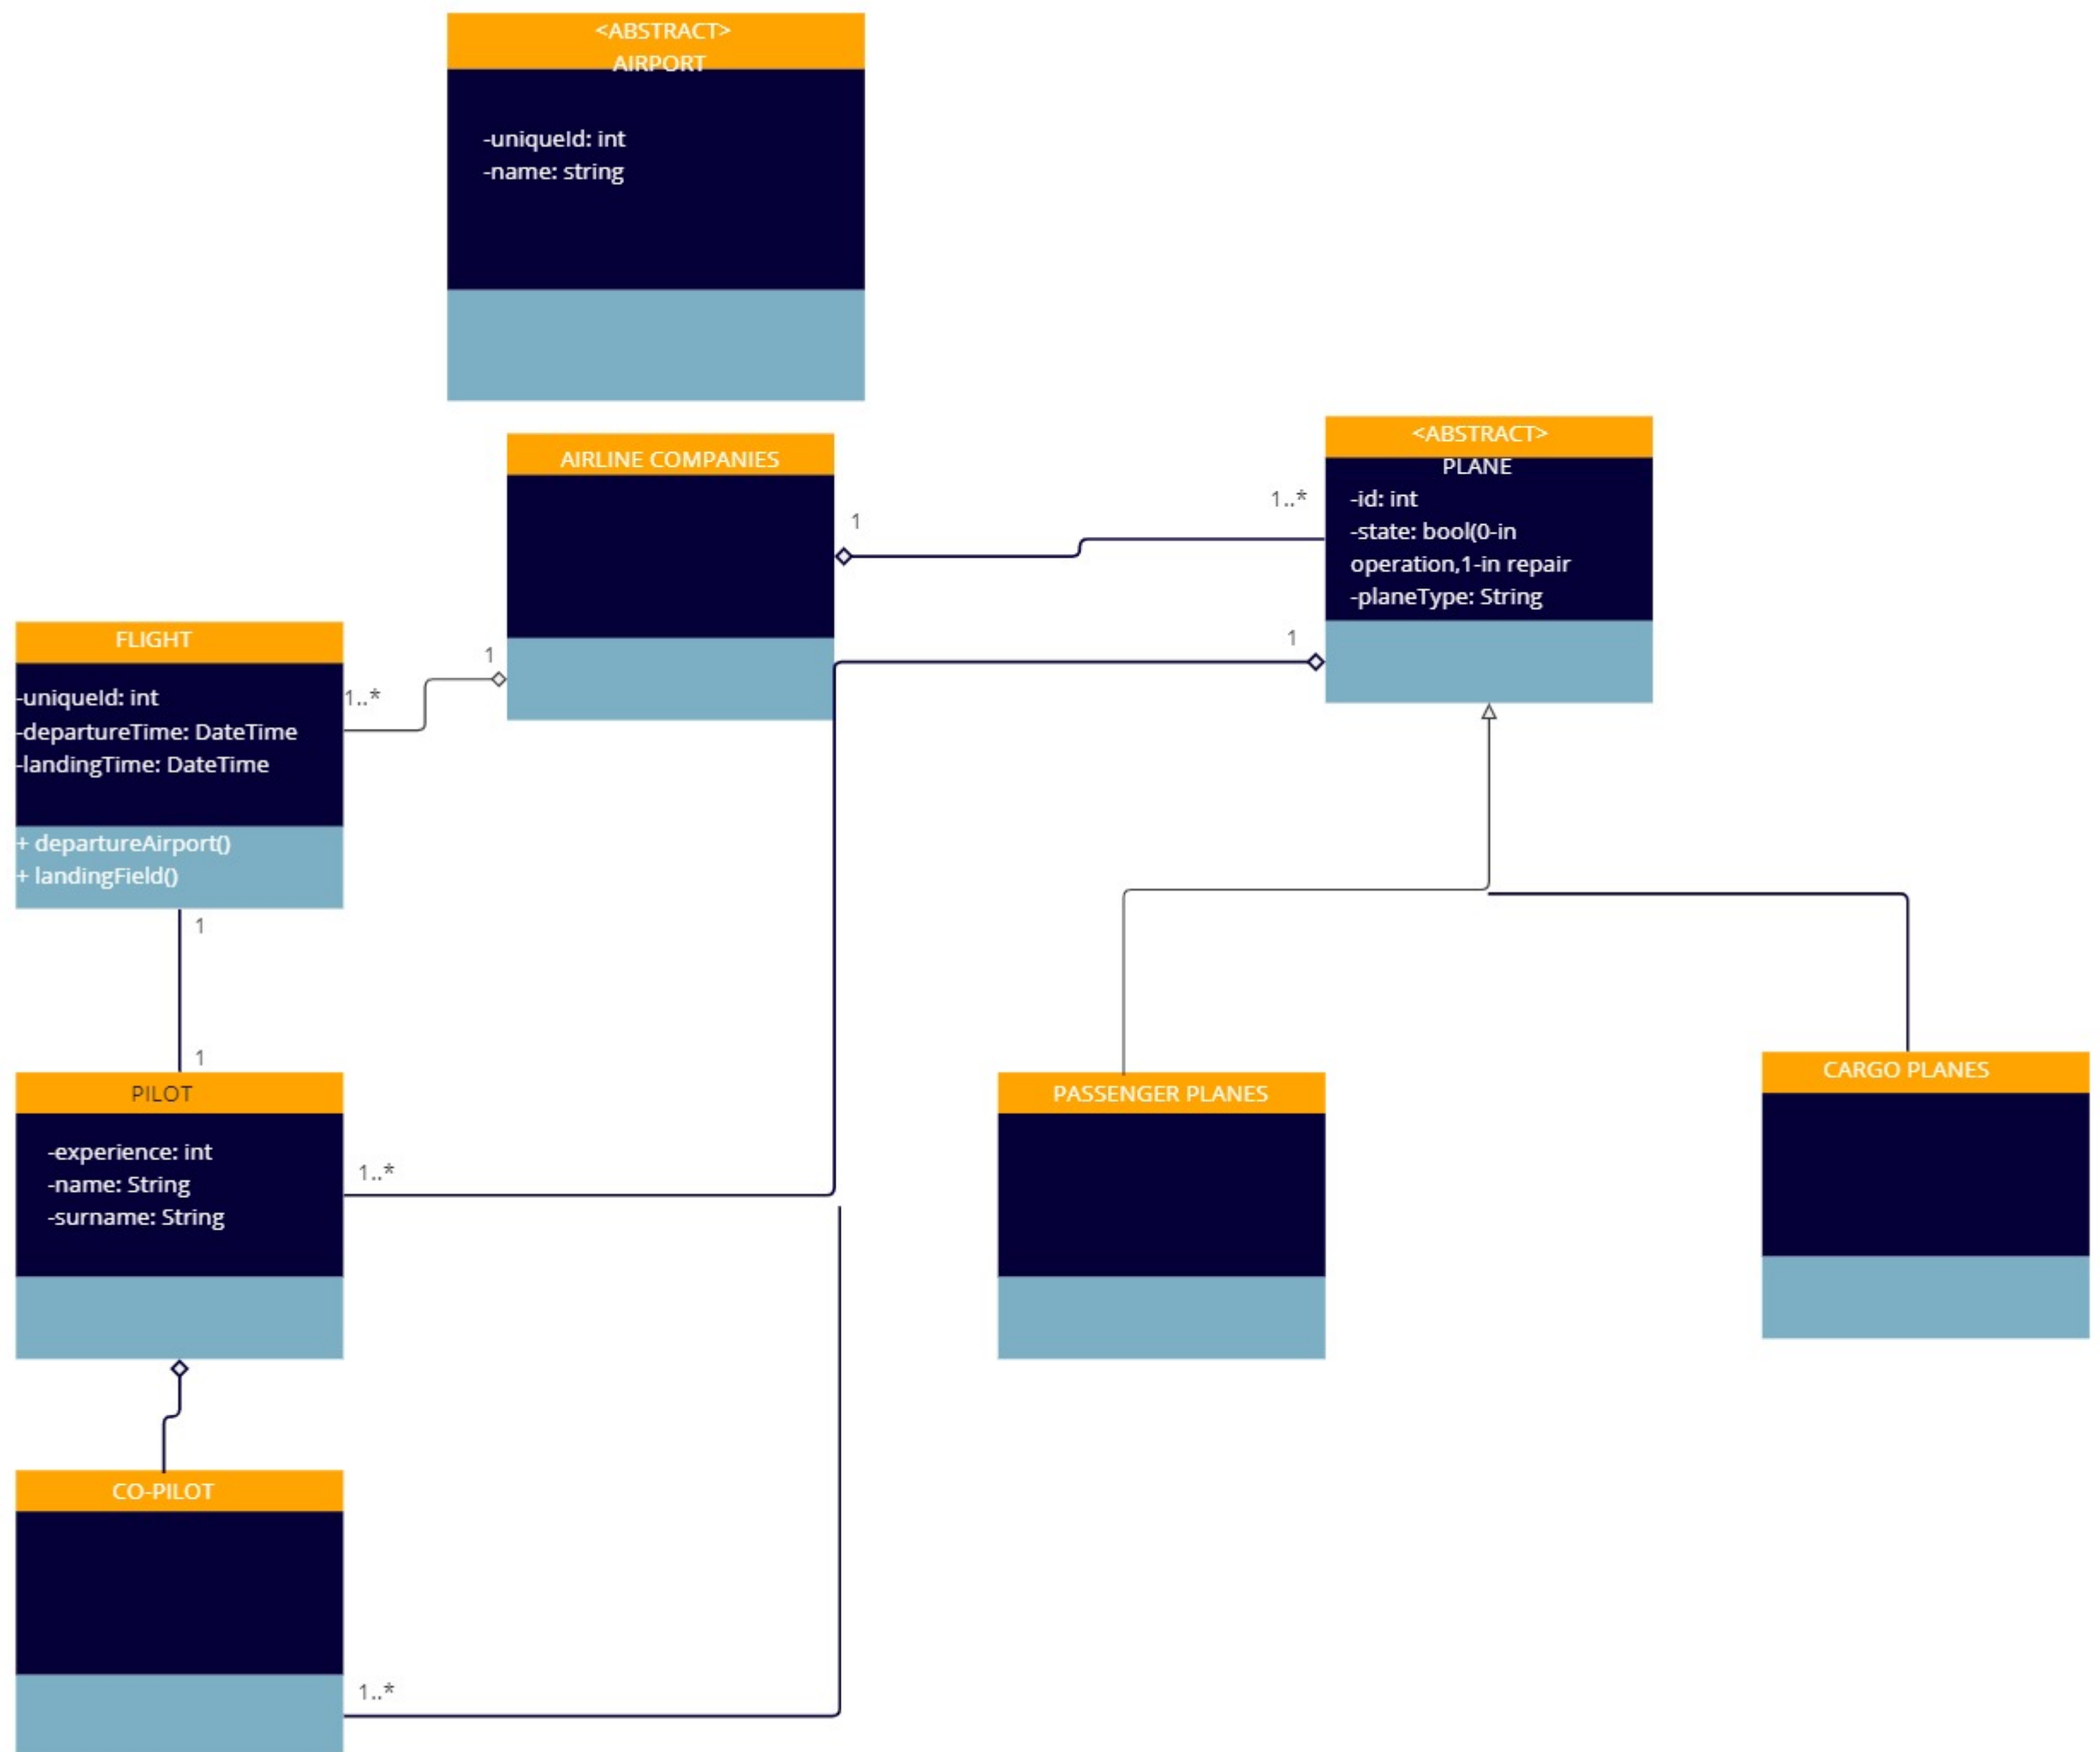 <ABSTRACT>
AIRPORT
-uniqueId: int
-name: string
AIRLINE COMPANIES
1
1
<ABSTRACT>
PLANE
-id: int
-state: bool(0-in
operation,1-in repair
-planeType: String
1..*
1
FLIGHT
-uniqueId: int
-departureTime: DateTime
-landingTime: DateTime
+ departureAirport()
+ landingField()
1..*
1
1
PILOT
-experience: int
-name: String
-surname: String
1..*
PASSENGER PLANES
CARGO PLANES
CO-PILOT
1..*